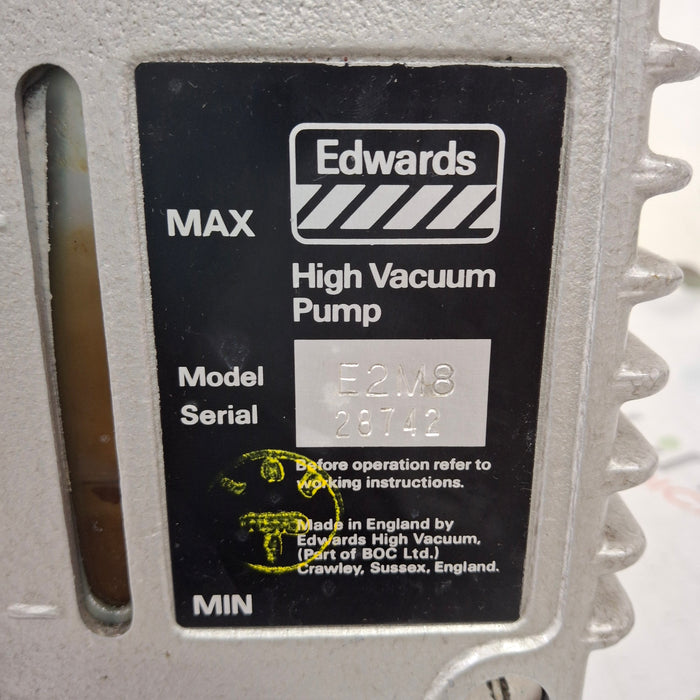 Edwards
MAX
High Vacuum
Pump
Model E2M8
Serial 28742
Before operation refer to
working instructions.
Made in England by
Edwards High Vacuum,
(Part of BOC Ltd.)
Crawley, Sussex, England.
MIN